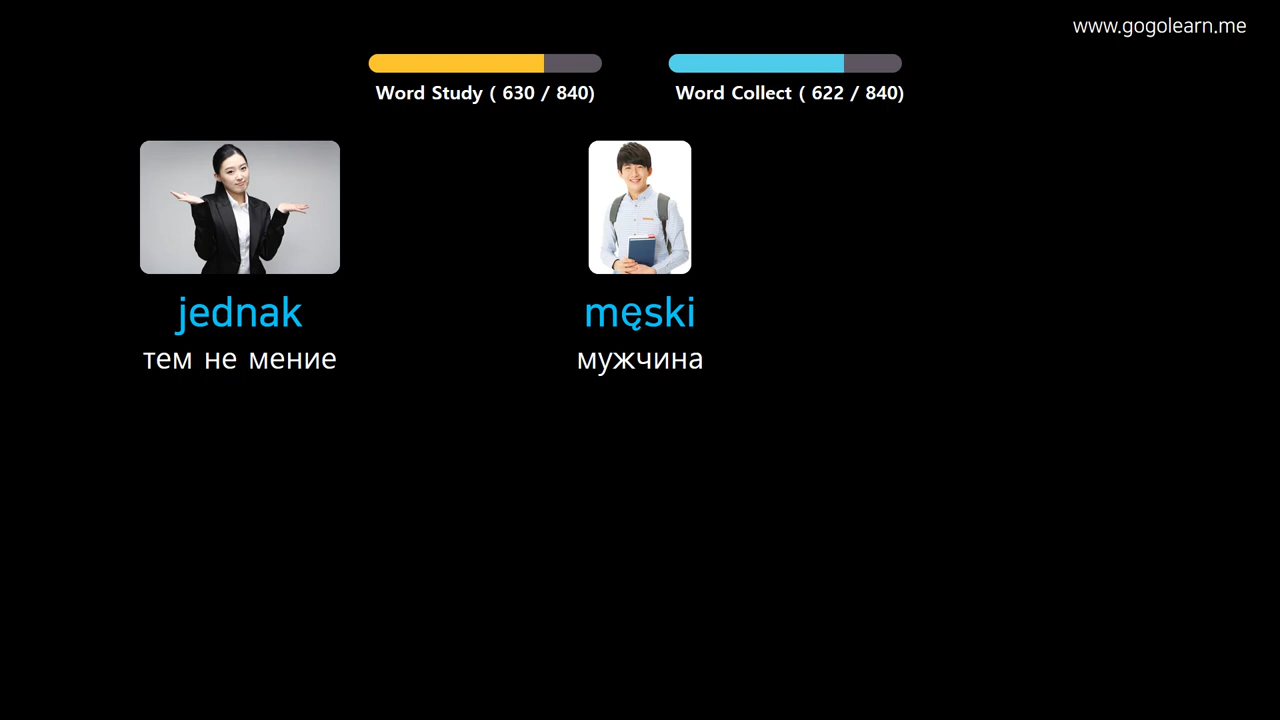 www.gogolearn.me
Word Study ( 630 / 840)
Word Collect ( 622 / 840)
jednak
тем не мение
męski
мужчина